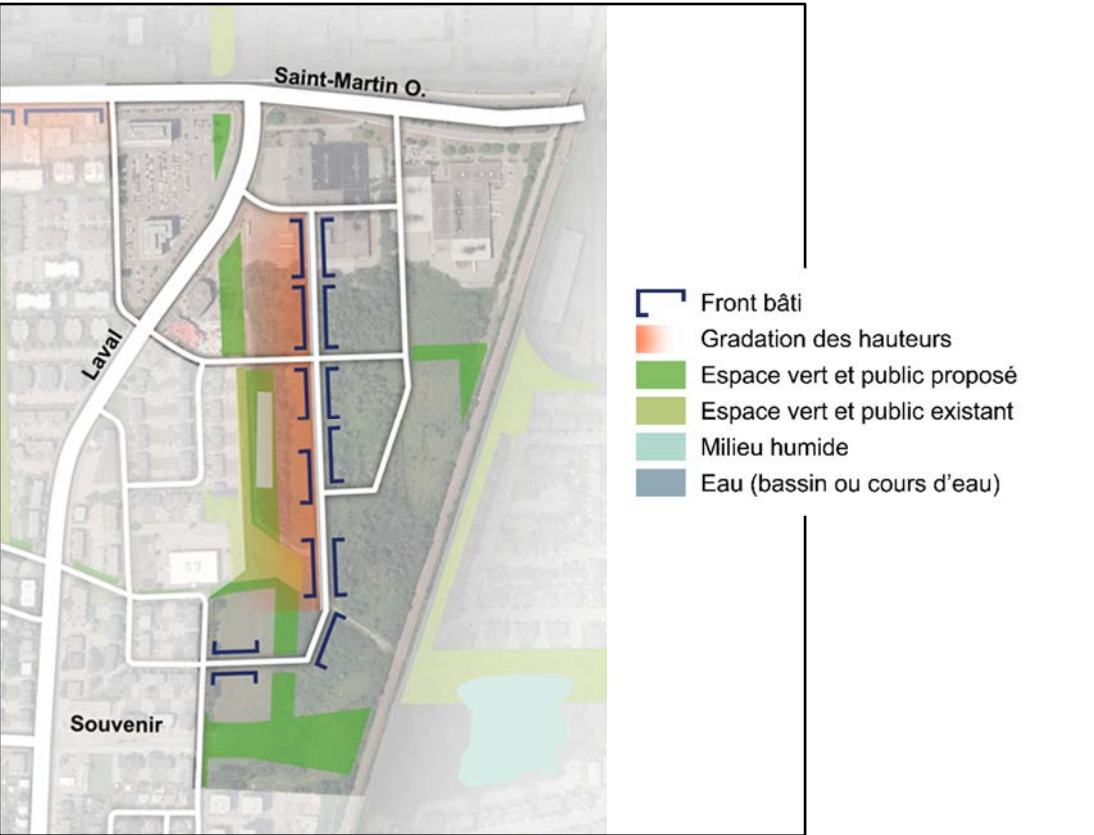 Saint-Martin O.
Laval
Souvenir
Front bâti
Gradation des hauteurs
Espace vert et public proposé
Espace vert et public existant
Milieu humide
Eau (bassin ou cours d'eau)